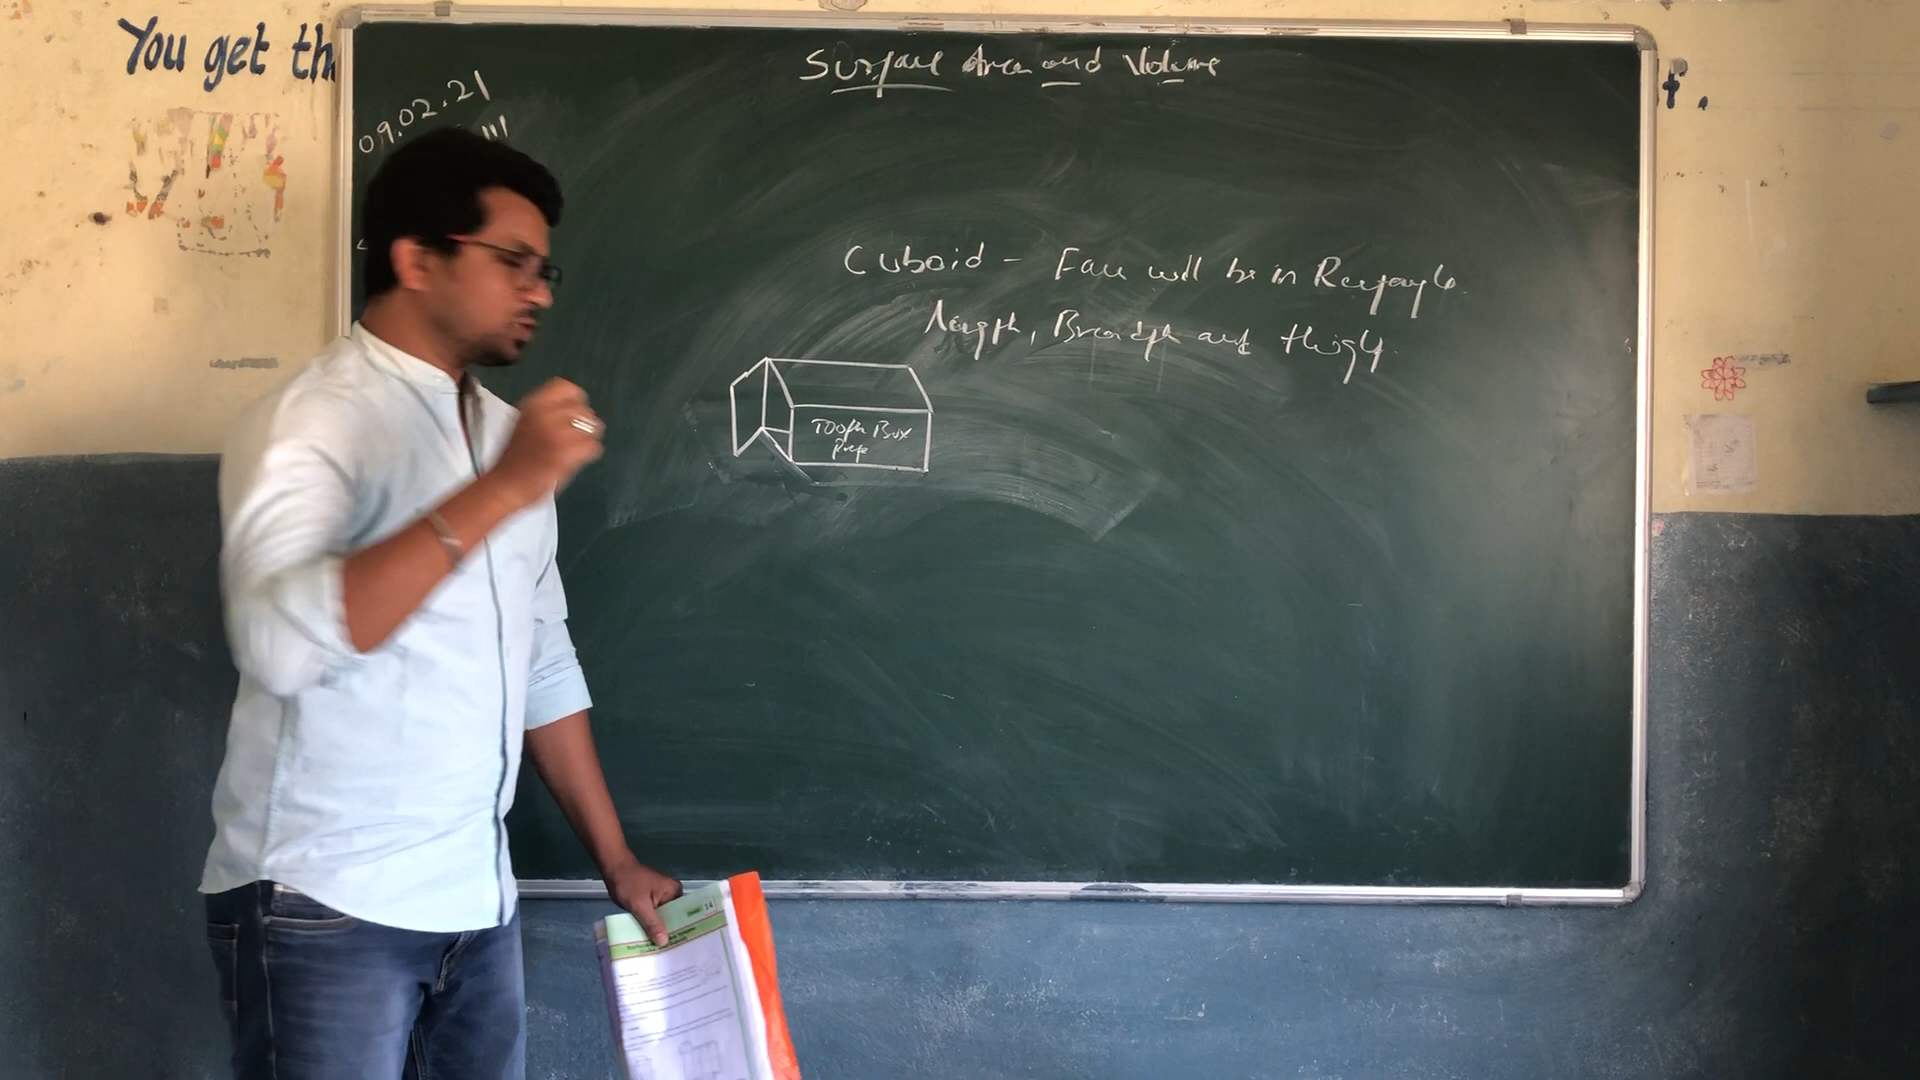 You get th
t.
Surface Area and Volume
09.02.21
Cuboid - Face will be in Rectangle.
Length, Breadth and Height
Tooth Box